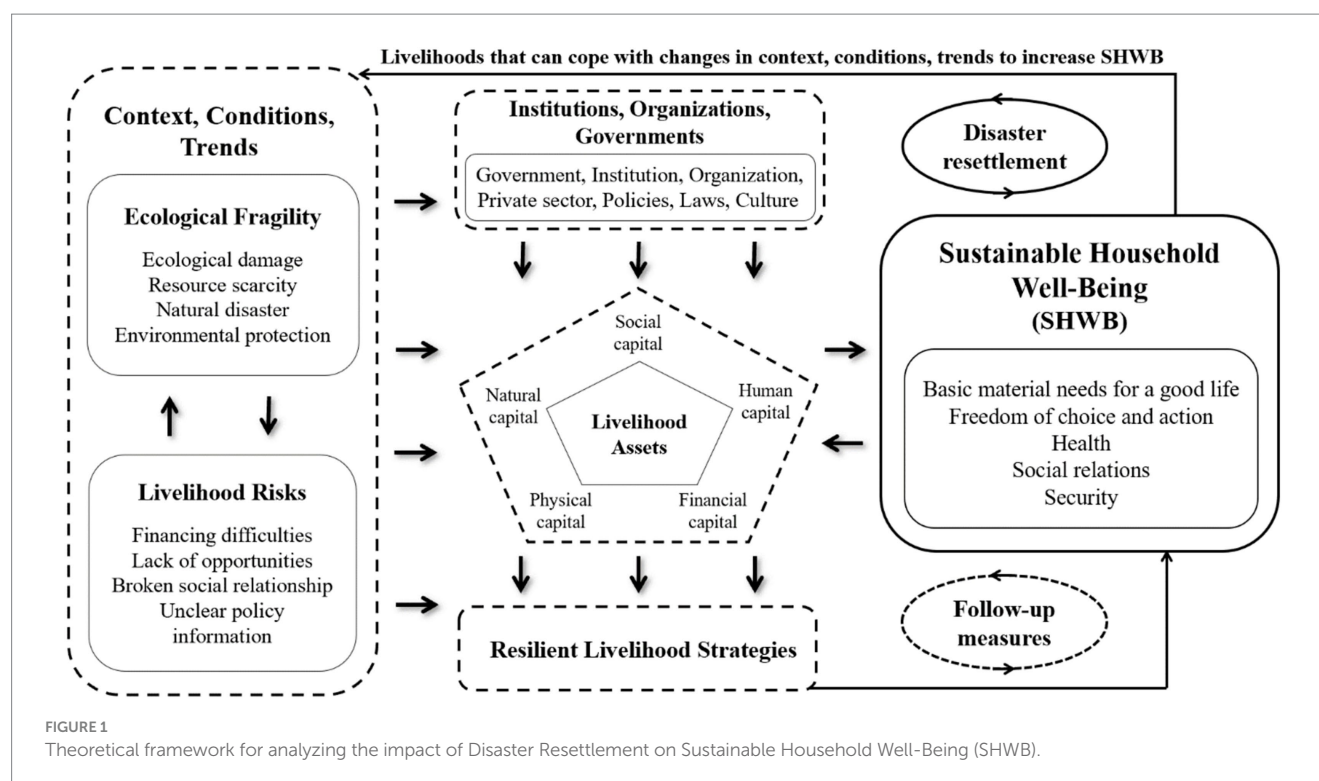 Livelihoods that can cope with changes in context, conditions, trends to increase SHWB
Context, Conditions,
Trends
Ecological Fragility
Ecological damage
Resource scarcity
Natural disaster
Environmental protection
Livelihood Risks
Financing difficulties
Lack of opportunities
Broken social relationship
Unclear policy
information
Institutions, Organizations,
Governments
Government, Institution, Organization,
Private sector, Policies, Laws, Culture
Social
capital
Natural
capital
Human
capital
Livelihood
Assets
Physical
capital
Financial
capital
Resilient Livelihood Strategies
Disaster
resettlement
Sustainable Household
Well-Being
(SHWB)
Basic material needs for a good life
Freedom of choice and action
Health
Social relations
Security
Follow-up
measures
FIGURE 1
Theoretical framework for analyzing the impact of Disaster Resettlement on Sustainable Household Well-Being (SHWB).